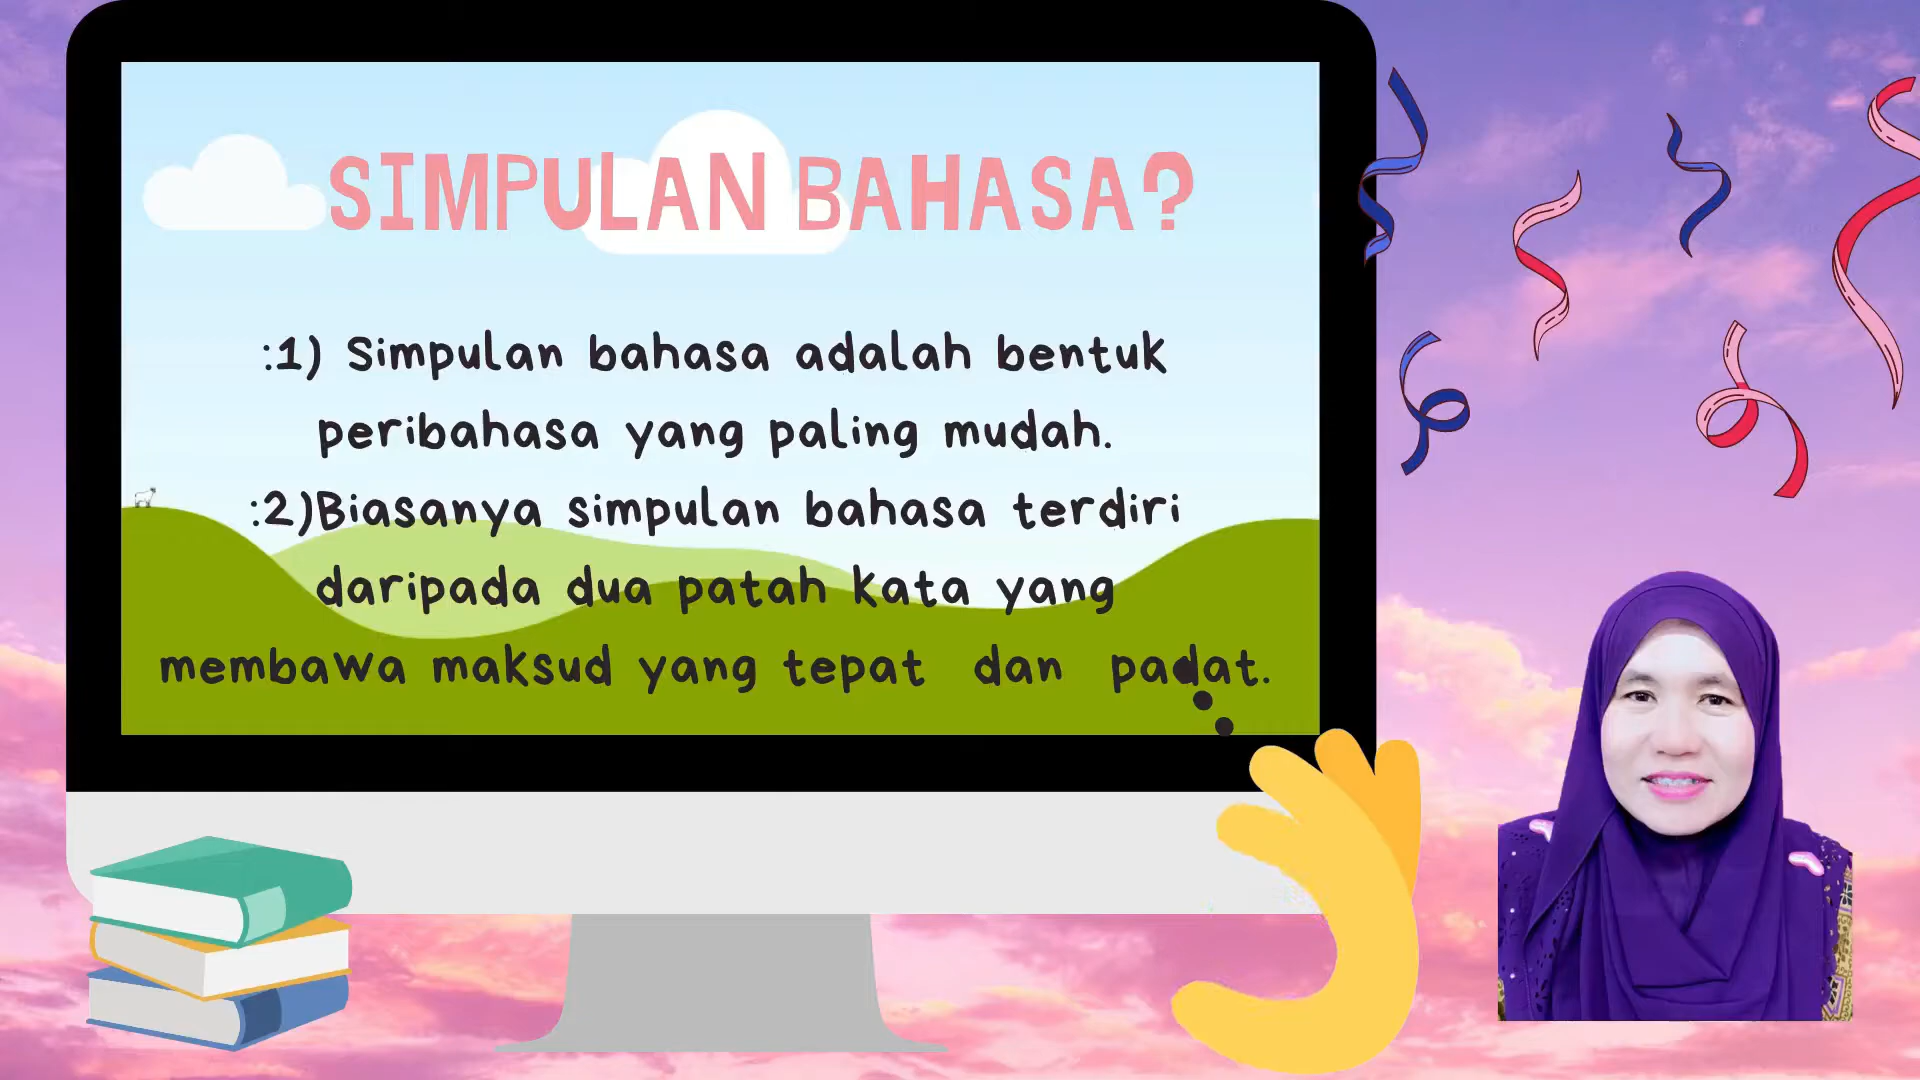 SIMPULAN BAHASA?
:1) Simpulan bahasa adalah bentuk
peribahasa yang paling mudah.
:2)Biasanya simpulan bahasa terdiri
daripada dua patah kata yang
membawa maksud yang tepat dan padat.